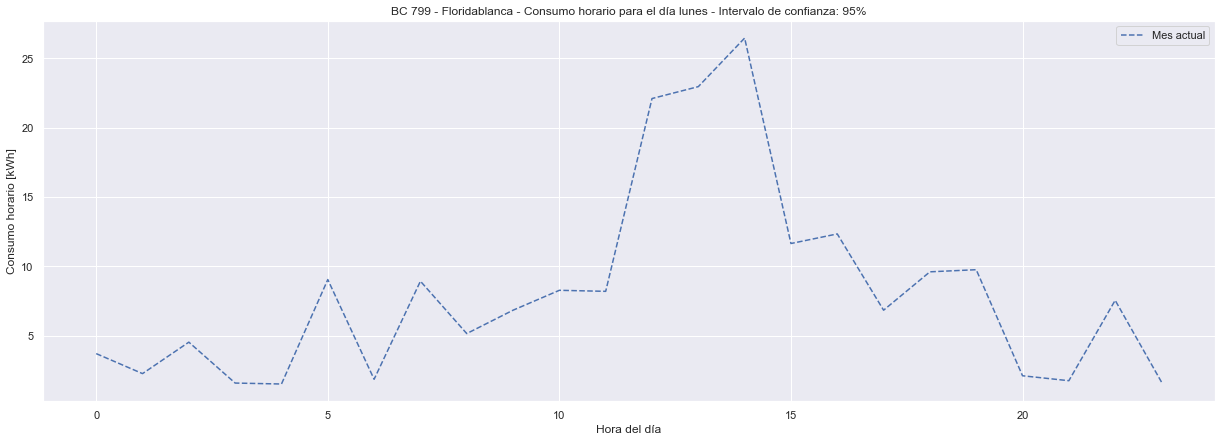 BC 799 - Floridablanca - Consumo horario para el día lunes - Intervalo de confianza: 95%
Mes actual
Consumo horario [kWh]
25
20
15
10
5
0
5
10
15
20
Hora del día